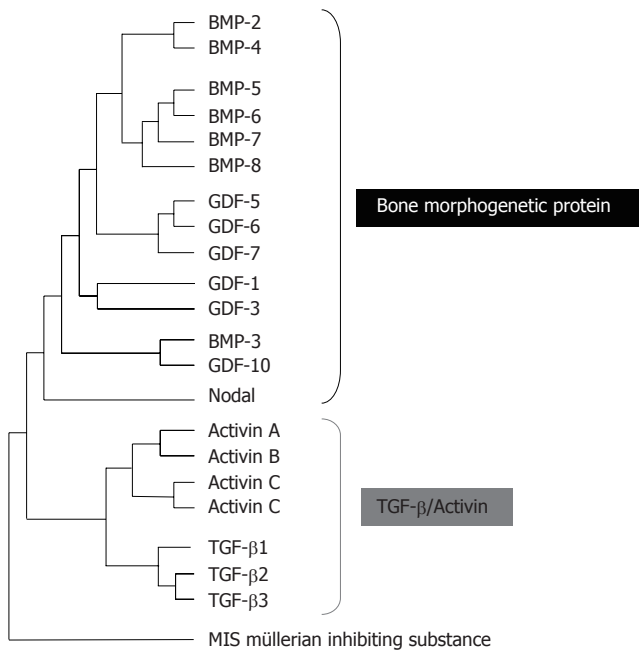 BMP-2
BMP-4
BMP-5
BMP-6
BMP-7
BMP-8
GDF-5
GDF-6
GDF-7
GDF-1
GDF-3
BMP-3
GDF-10
Nodal
Bone morphogenetic protein
Activin A
Activin B
Activin C
Activin C
TGF-β1
TGF-β2
TGF-β3
TGF-β/Activin
MIS müllerian inhibiting substance